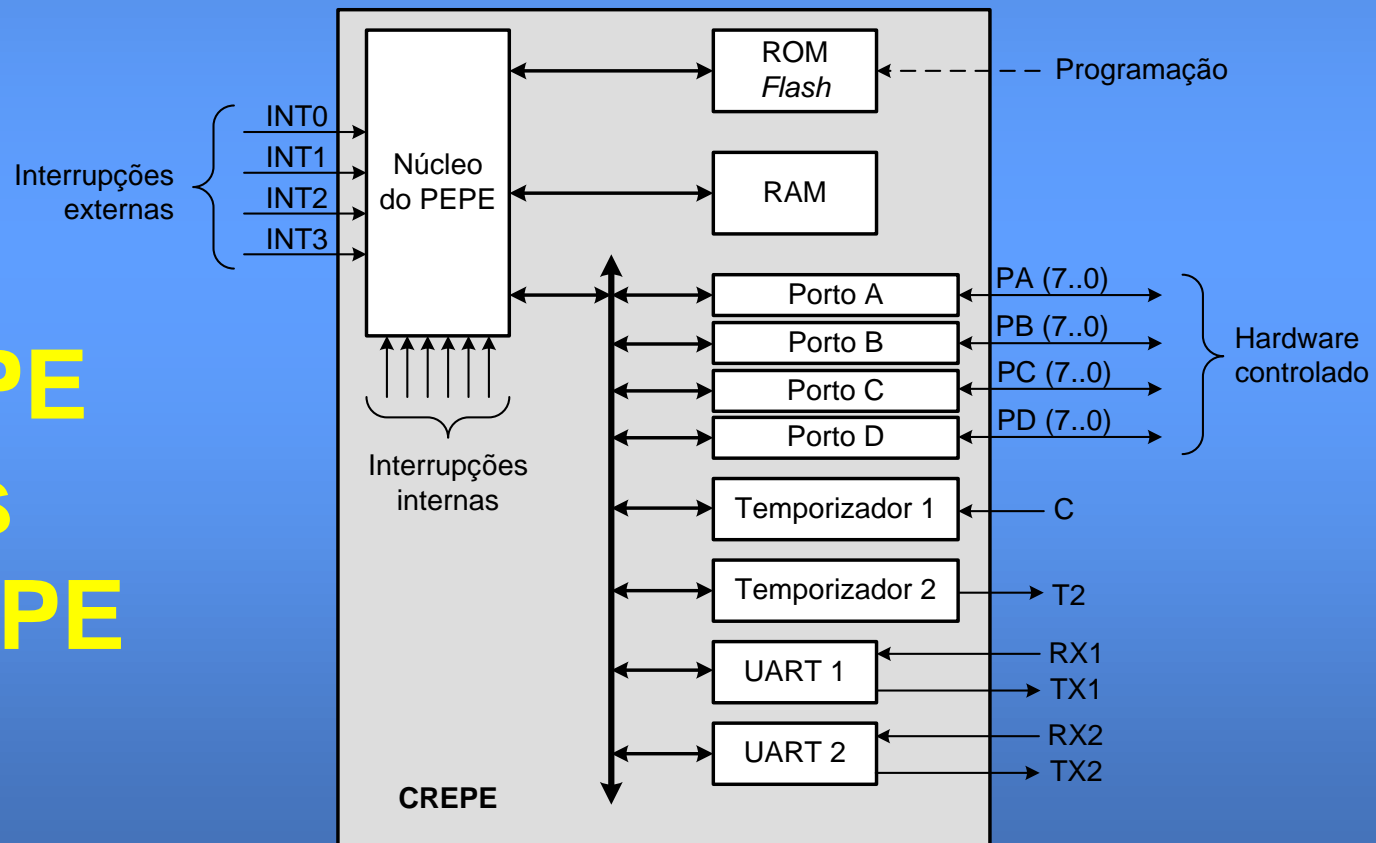 ROM
Flash
Programação
INT0
INT1
INT2
INT3
Interrupções
externas
Núcleo
do PEPE
RAM
Porto A
PA (7..0)
Porto B
PB (7..0)
Porto C
PC (7..0)
Porto D
PD (7..0)
Hardware
controlado
Interrupções
internas
Temporizador 1
C
Temporizador 2
T2
UART 1
RX1
TX1
UART 2
RX2
TX2
CREPE